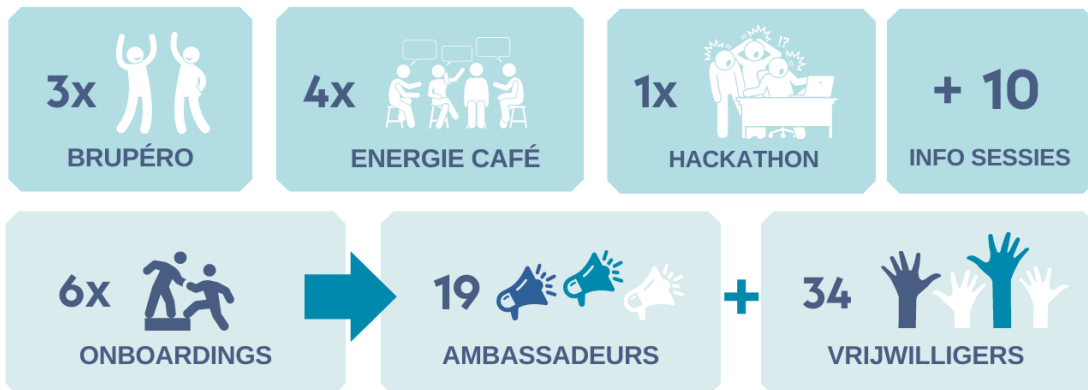 3x
BRUPÉRO
4x
ENERGIE CAFÉ
!?
1x
HACKATHON
+ 10
INFO SESSIES
6x
ONBOARDINGS
19
AMBASSADEURS
+
34
VRIJWILLIGERS